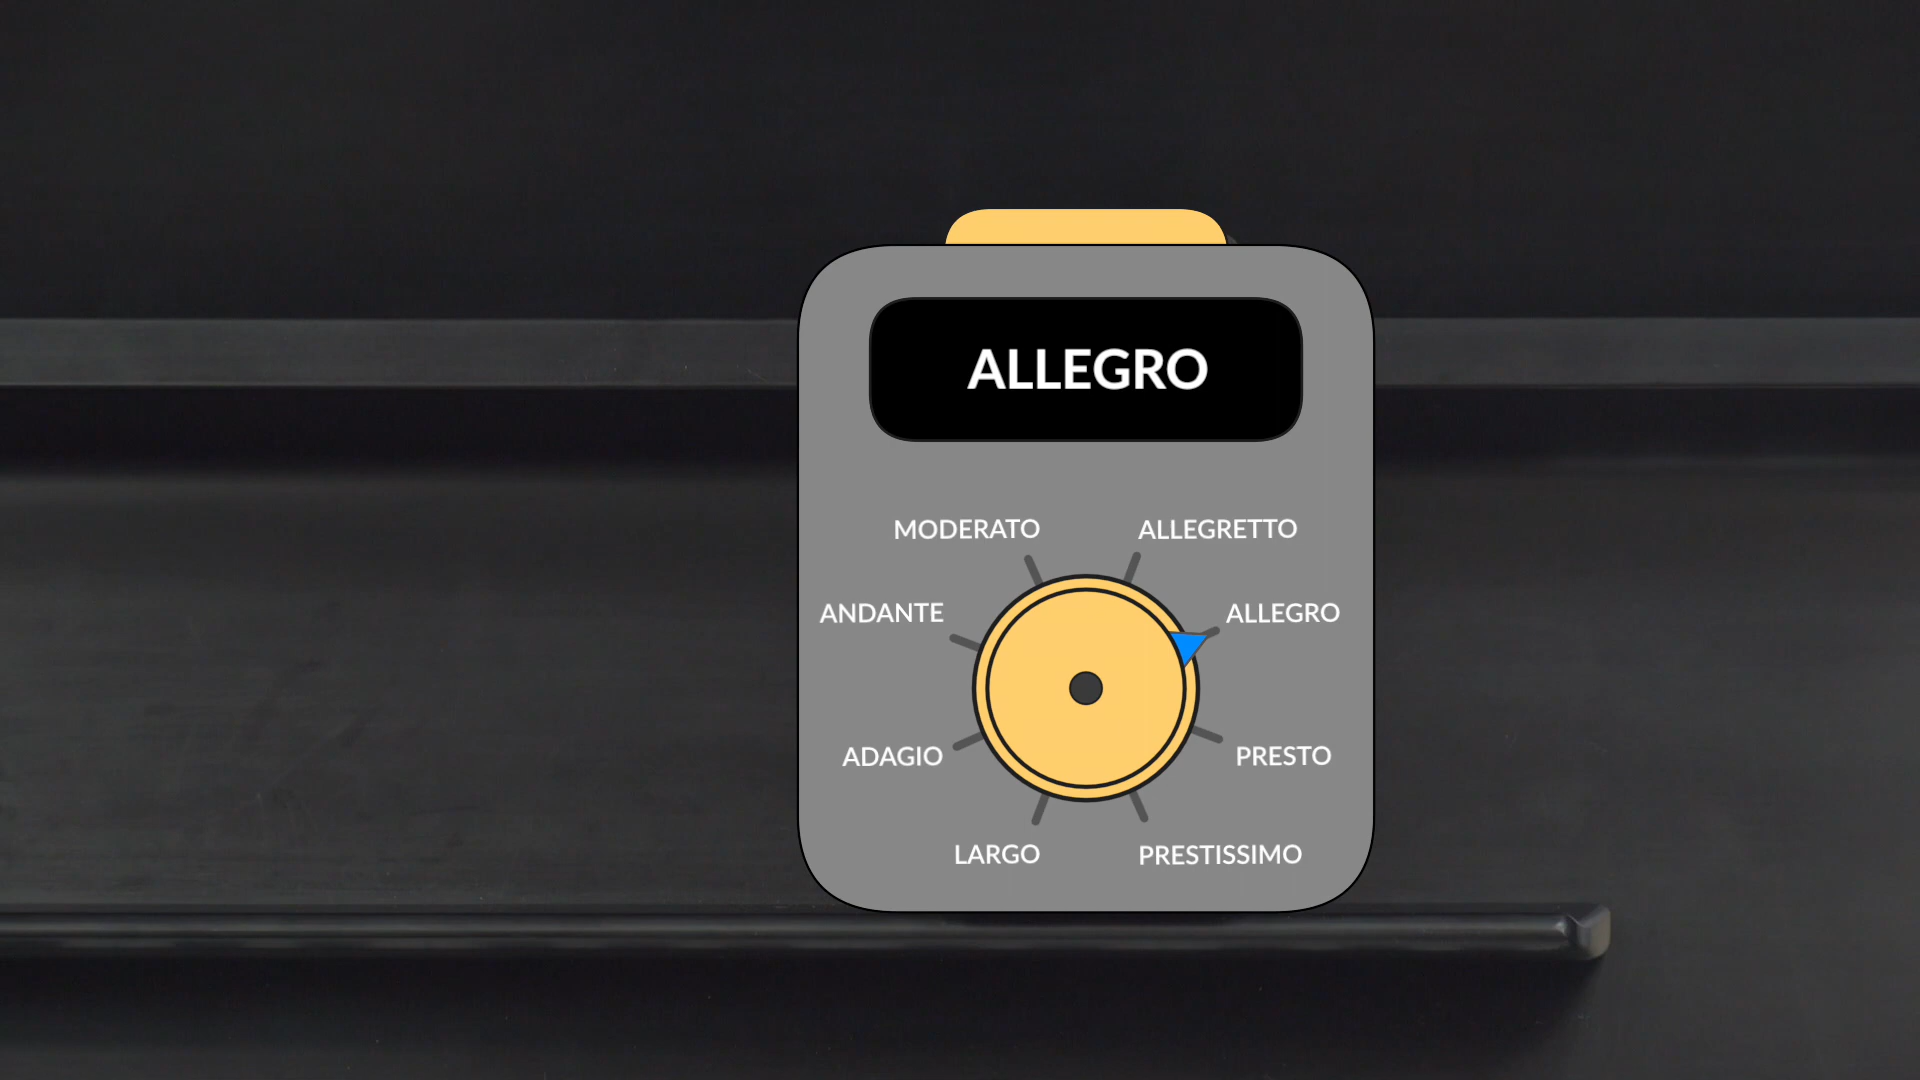 ALLEGRO
MODERATO
ALLEGRETTO
ANDANTE
ALLEGRO
ADAGIO
PRESTO
LARGO
PRESTISSIMO